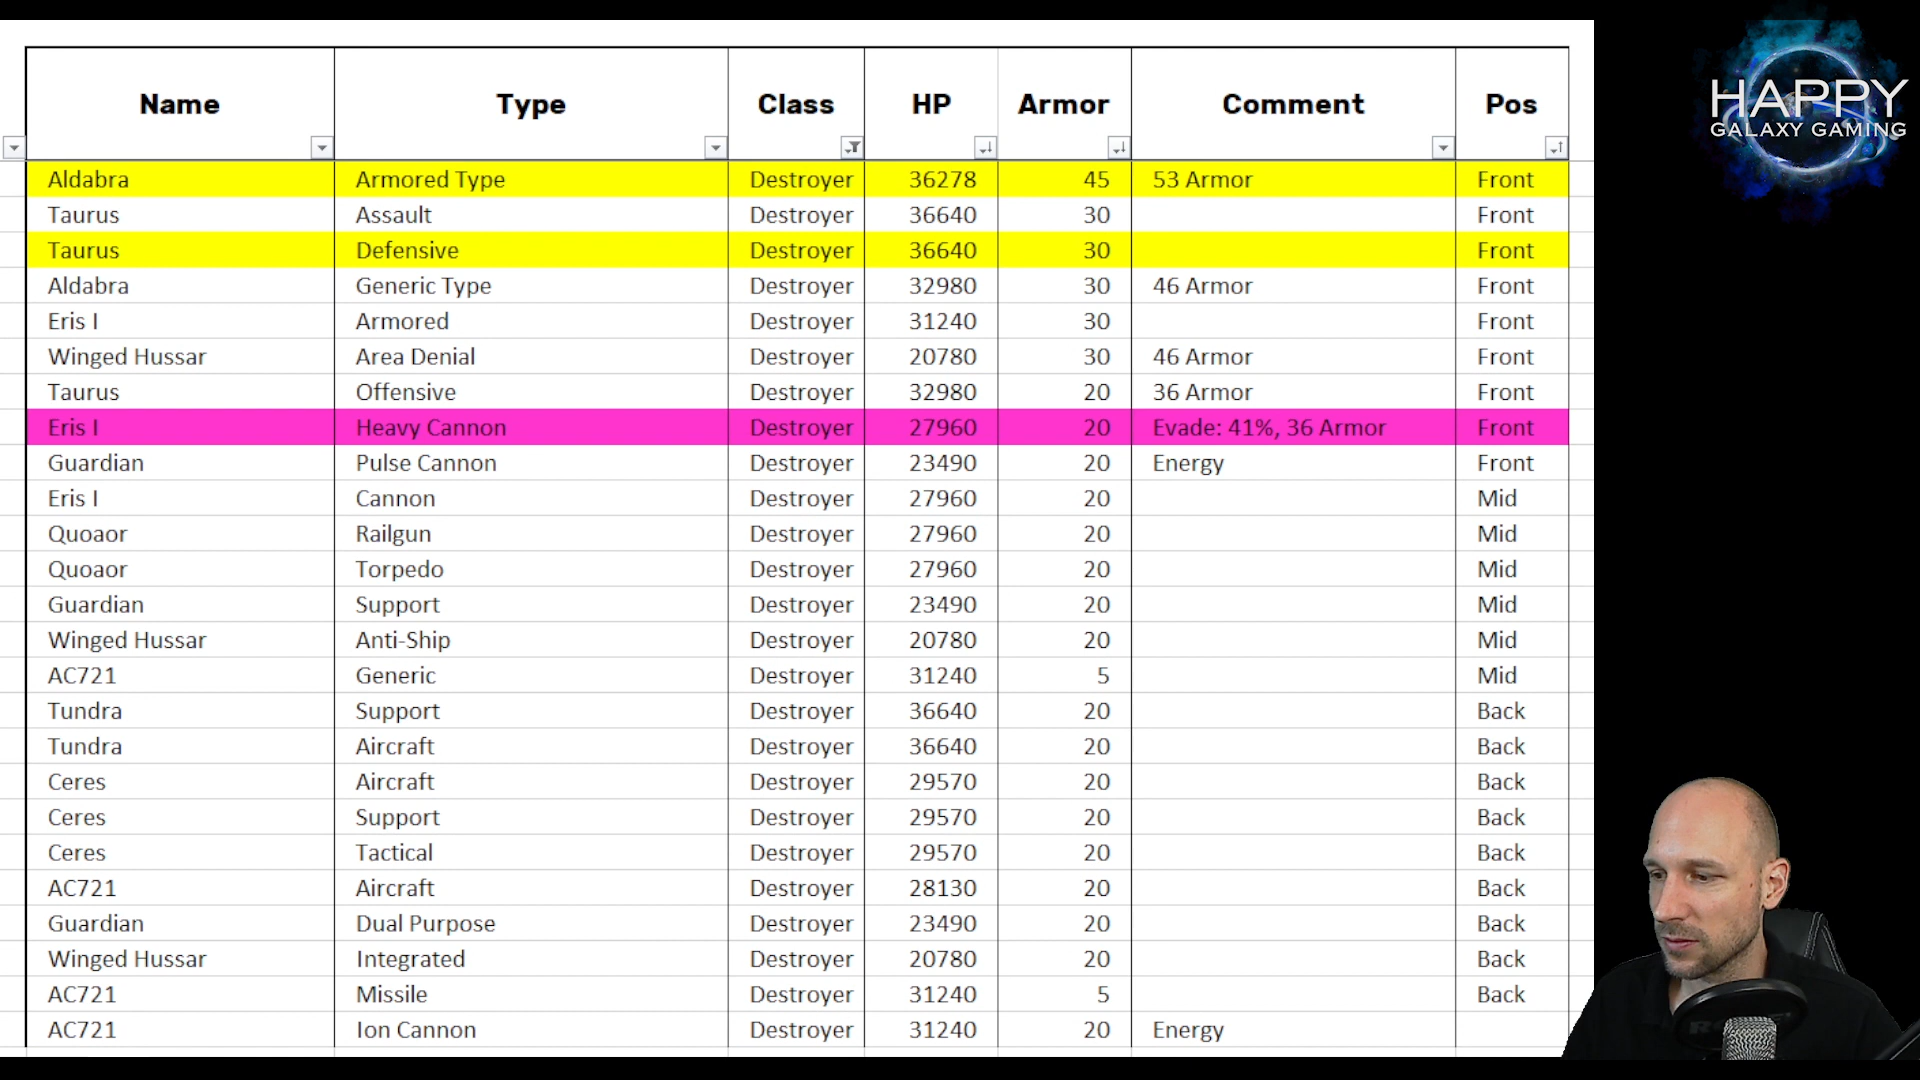 HAPPY
GALAXY GAMING
Name Type Class HP Armor Comment Pos
Aldabra Armored Type Destroyer 36278 45 53 Armor Front
Taurus Assault Destroyer 36640 30 Front
Taurus Defensive Destroyer 36640 30 Front
Aldabra Generic Type Destroyer 32980 30 46 Armor Front
Eris I Armored Destroyer 31240 30 Front
Winged Hussar Area Denial Destroyer 20780 30 46 Armor Front
Taurus Offensive Destroyer 32980 20 36 Armor Front
Eris I Heavy Cannon Destroyer 27960 20 Evade: 41%, 36 Armor Front
Guardian Pulse Cannon Destroyer 23490 20 Energy Front
Eris I Cannon Destroyer 27960 20 Mid
Quoaor Railgun Destroyer 27960 20 Mid
Quoaor Torpedo Destroyer 27960 20 Mid
Guardian Support Destroyer 23490 20 Mid
Winged Hussar Anti-Ship Destroyer 20780 20 Mid
AC721 Generic Destroyer 31240 5 Mid
Tundra Support Destroyer 36640 20 Back
Tundra Aircraft Destroyer 36640 20 Back
Ceres Aircraft Destroyer 29570 20 Back
Ceres Support Destroyer 29570 20 Back
Ceres Tactical Destroyer 29570 20 Back
AC721 Aircraft Destroyer 28130 20 Back
Guardian Dual Purpose Destroyer 23490 20 Back
Winged Hussar Integrated Destroyer 20780 20 Back
AC721 Missile Destroyer 31240 5 Back
AC721 Ion Cannon Destroyer 31240 20 Energy